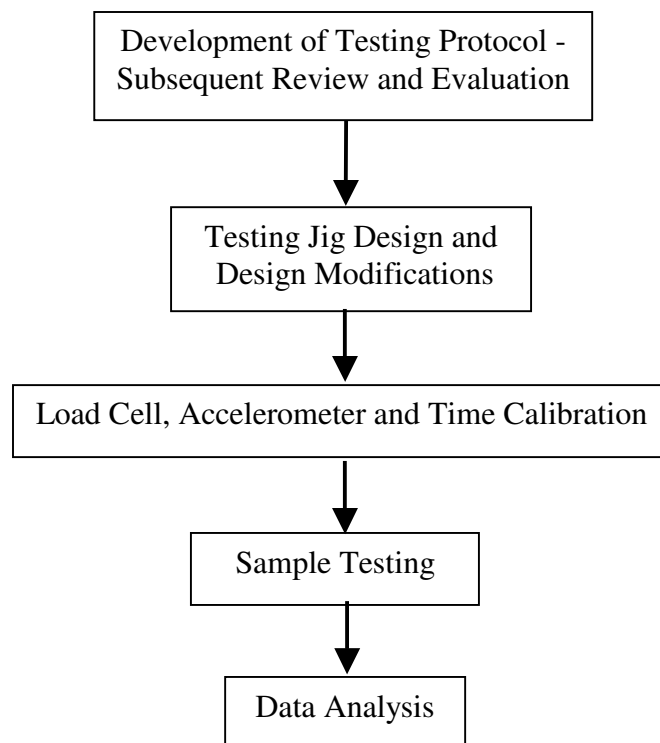 Development of Testing Protocol -
Subsequent Review and Evaluation
Testing Jig Design and
Design Modifications
Load Cell, Accelerometer and Time Calibration
Sample Testing
Data Analysis